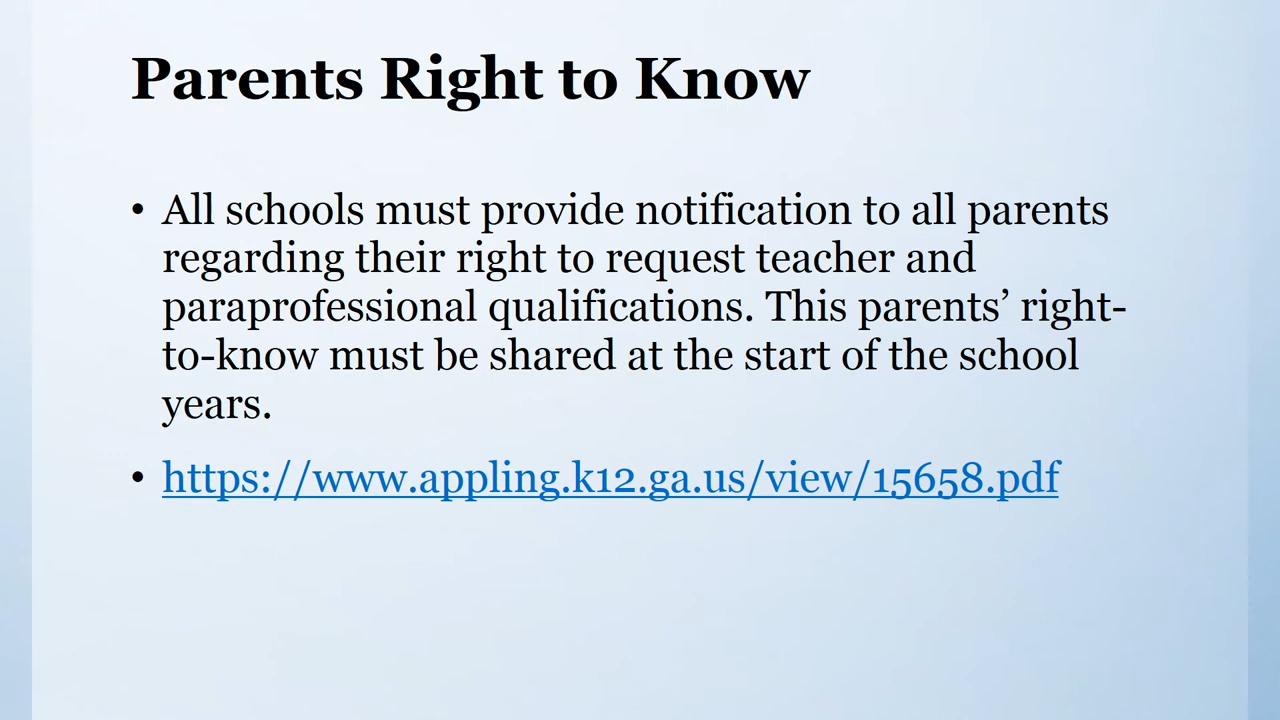 Parents Right to Know
• All schools must provide notification to all parents
regarding their right to request teacher and
paraprofessional qualifications. This parents’ right-
to-know must be shared at the start of the school
years.
• https://www.appling.k12.ga.us/view/15658.pdf